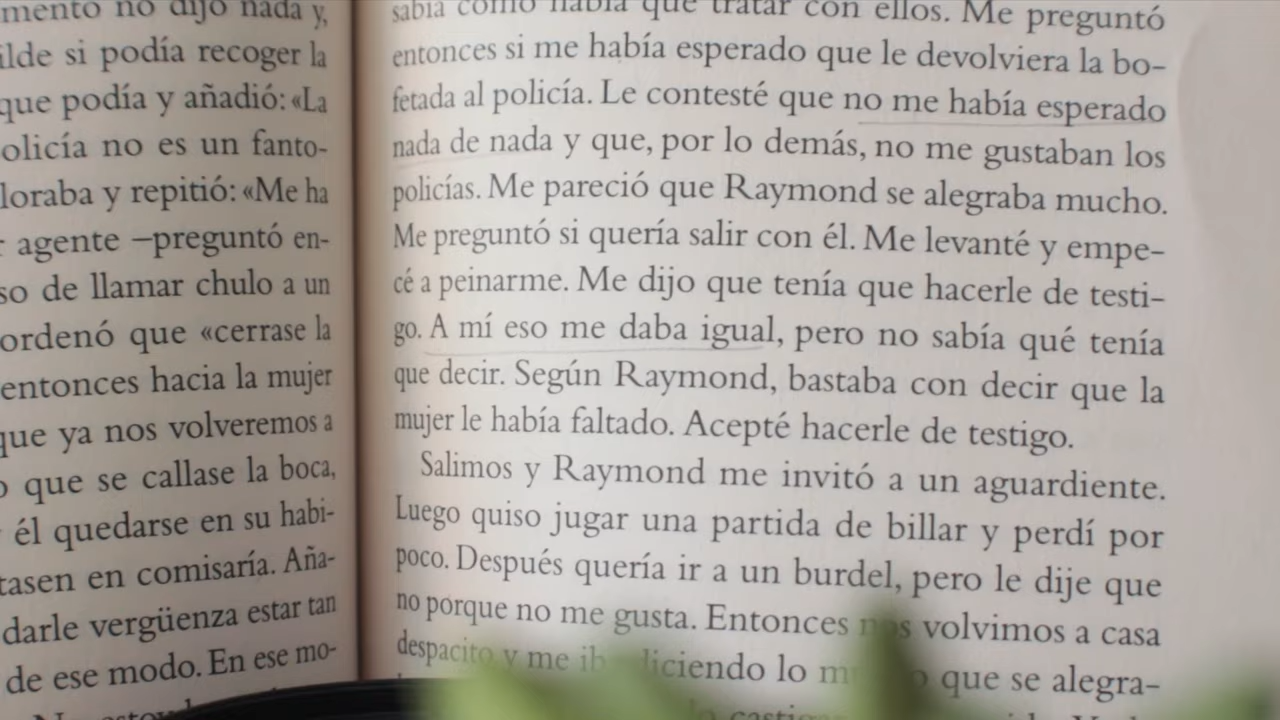 mento no dijo nada y,
ilde si podía recoger la
que podía y añadió: «La
olicía no es un fanto-
loraba y repitió: «Me ha
agente —preguntó en-
so de llamar chulo a un
ordenó que «cerrase la
entonces hacia la mujer
que ya nos volveremos a
que se callase la boca,
él quedarse en su habi-
tasen en comisaría. Aña-
darle vergüenza estar tan
de ese modo. En ese mo-
sabía cómo había que tratar con ellos. Me preguntó
entonces si me había esperado que le devolviera la bo-
fetada al policía. Le contesté que no me había esperado
nada de nada y que, por lo demás, no me gustaban los
policías. Me pareció que Raymond se alegraba mucho.
Me preguntó si quería salir con él. Me levanté y empe-
cé a peinarme. Me dijo que tenía que hacerle de testi-
go. A mí eso me daba igual, pero no sabía qué tenía
que decir. Según Raymond, bastaba con decir que la
mujer le había faltado. Acepté hacerle de testigo.
Salimos y Raymond me invitó a un aguardiente.
Luego quiso jugar una partida de billar y perdí por
poco. Después quería ir a un burdel, pero le dije que
no porque no me gusta. Entonces nos volvimos a casa
despacito y me diciendo lo que se alegra-